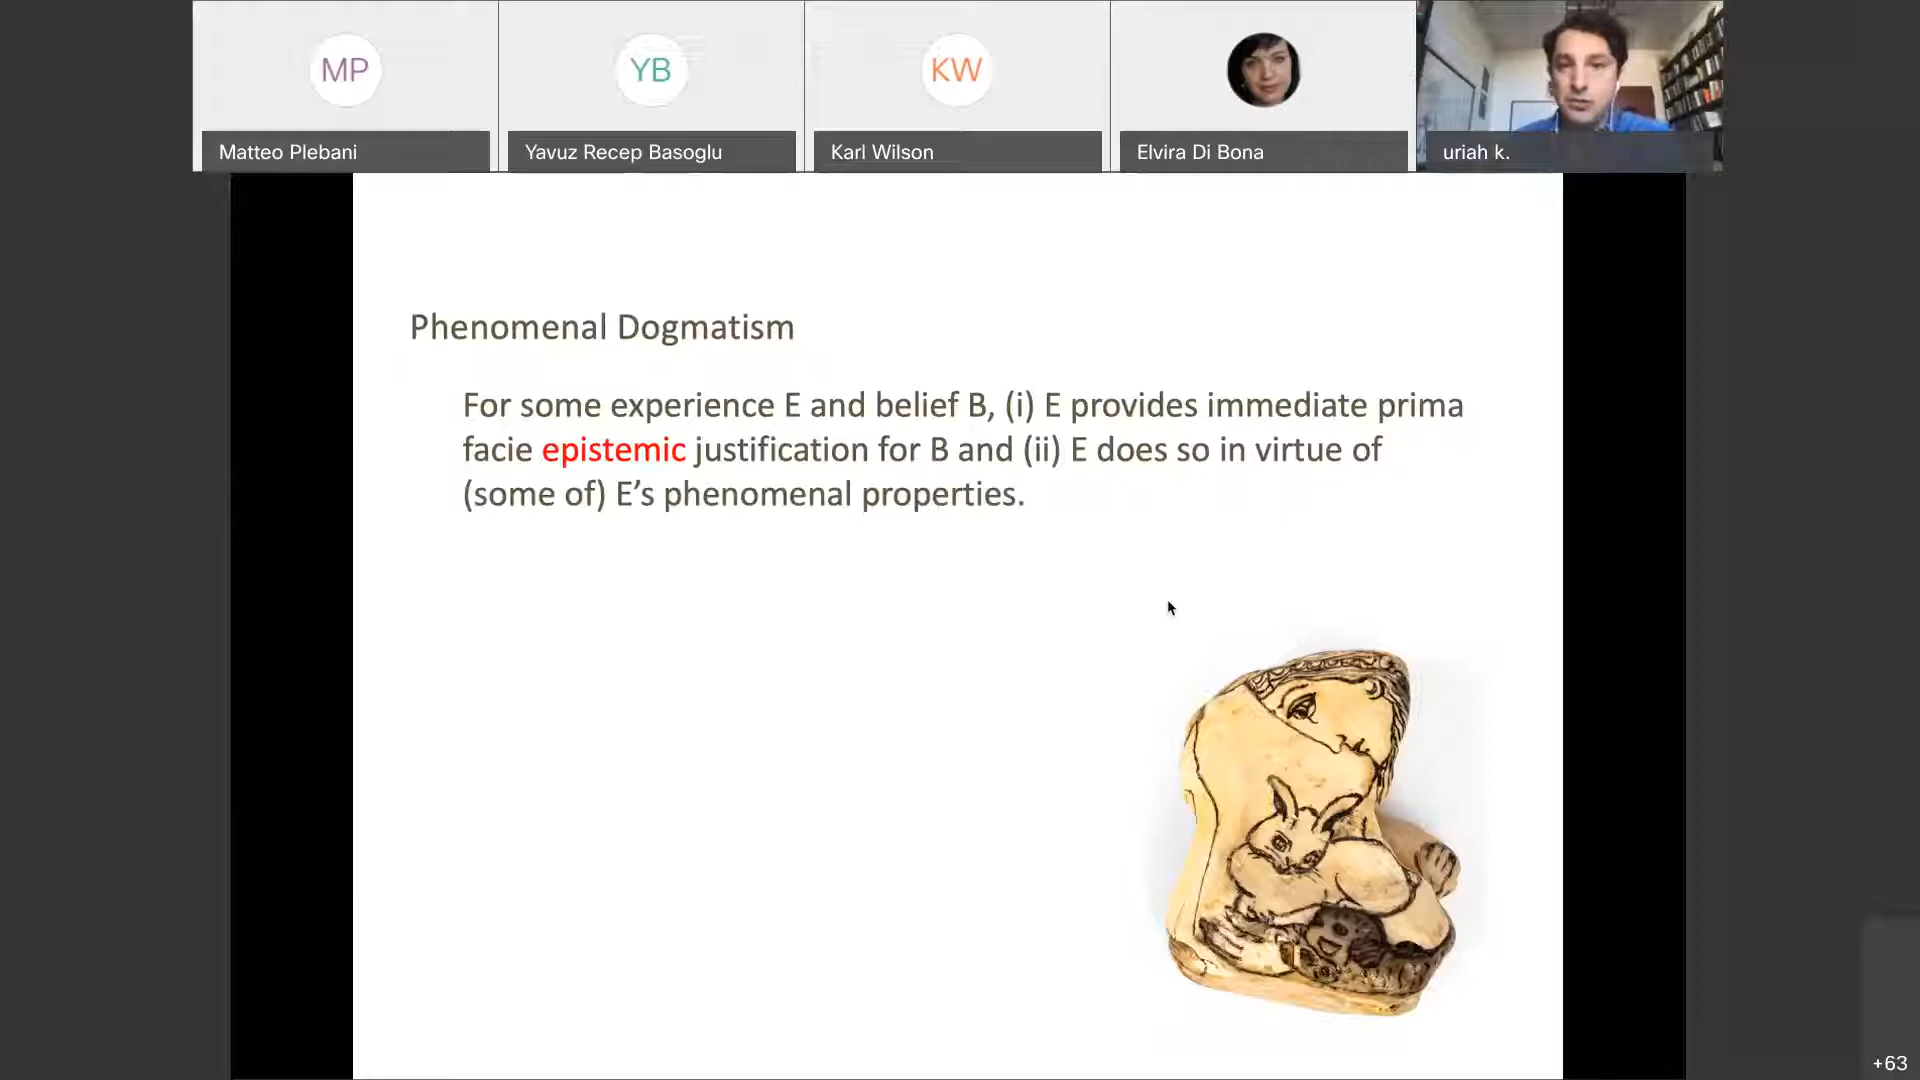 MP
YB
KW
Matteo Plebani
Yavuz Recep Basoglu
Karl Wilson
Elvira Di Bona
uriah k.
Phenomenal Dogmatism
For some experience E and belief B, (i) E provides immediate prima
facie epistemic justification for B and (ii) E does so in virtue of
(some of) E’s phenomenal properties.
+63